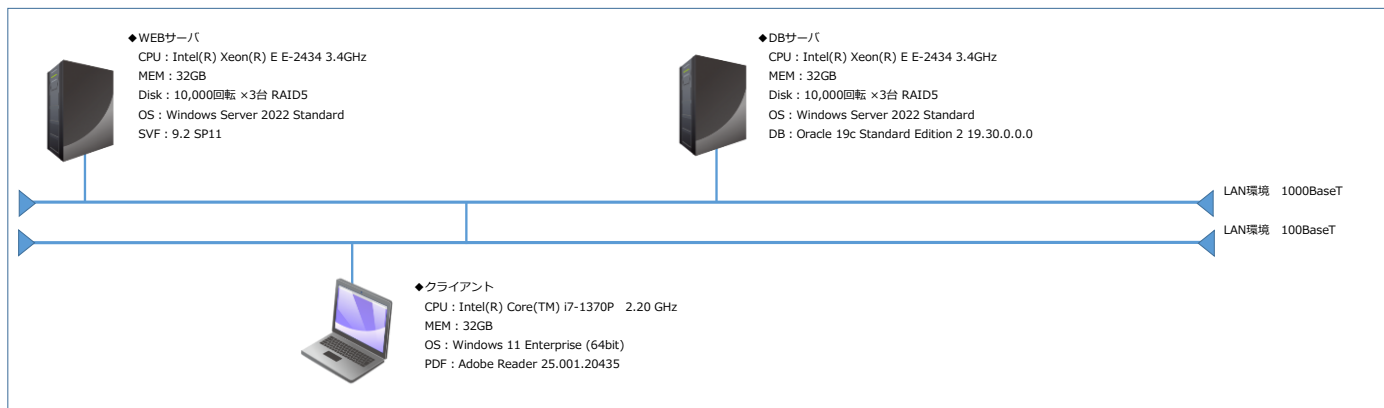 ◆WEBサーバ
CPU：Intel(R) Xeon(R) E E-2434 3.4GHz
MEM：32GB
Disk：10,000回転 ×3台 RAID5
OS：Windows Server 2022 Standard
SVF：9.2 SP11
◆DBサーバ
CPU：Intel(R) Xeon(R) E E-2434 3.4GHz
MEM：32GB
Disk：10,000回転 ×3台 RAID5
OS：Windows Server 2022 Standard
DB：Oracle 19c Standard Edition 2 19.30.0.0.0
LAN環境　1000BaseT
LAN環境　100BaseT
◆クライアント
CPU：Intel(R) Core(TM) i7-1370P　2.20 GHz
MEM：32GB
OS：Windows 11 Enterprise (64bit)
PDF：Adobe Reader 25.001.20435